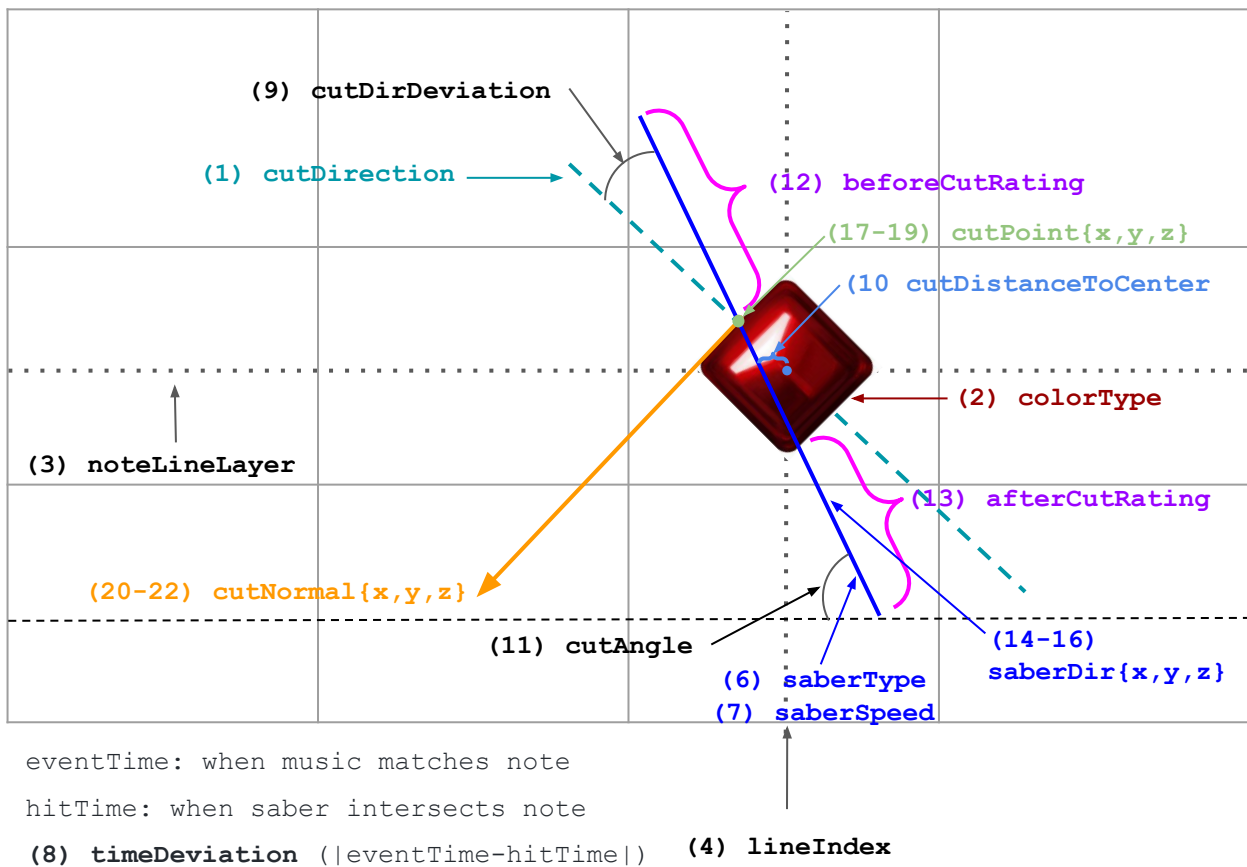 (9) cutDirDeviation
(1) cutDirection
(12) beforeCutRating
(17-19) cutPoint{x,y,z}
(10 cutDistanceToCenter
(2) colorType
(3) noteLineLayer
(13) afterCutRating
(20-22) cutNormal{x,y,z}
(11) cutAngle
(14-16)
saberDir{x,y,z}
(6) saberType
(7) saberSpeed
eventTime: when music matches note
hitTime: when saber intersects note
(8) timeDeviation (|eventTime-hitTime|)
(4) lineIndex